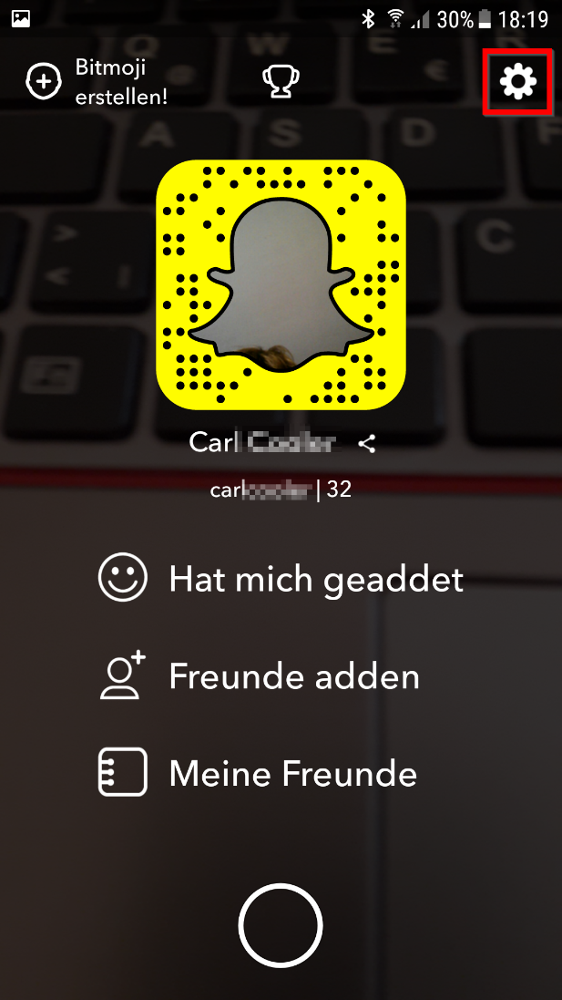 30% 18:19
Bitmoji
erstellen!
Q W E R
@ €
A S D F
> C
<
Carl
carl | 32
Hat mich geaddet
Freunde adden
Meine Freunde